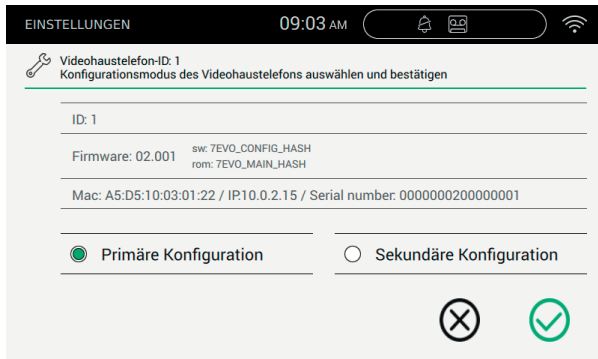 EINSTELLUNGEN 09:03 AM
Videohaustelefon-ID: 1
Konfigurationsmodus des Videohaustelefons auswählen und bestätigen
ID: 1
Firmware: 02.001 sw: 7EVO_CONFIG_HASH
rom: 7EVO_MAIN_HASH
Mac: A5:D5:10:03:01:22 / IP.10.0.2.15 / Serial number: 0000000200000001
Primäre Konfiguration Sekundäre Konfiguration